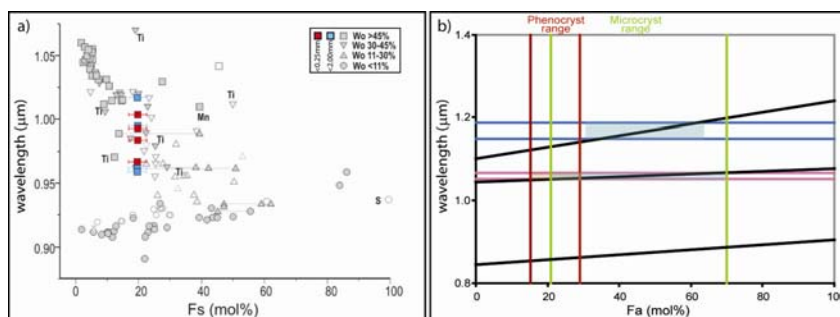 a)
Ti
Wo >45%
Wo 30-45%
Wo 11-30%
Wo <11%
<0.25mm
<2.00mm
1.05
Ti
Ti
1.00
Mn
Ti
Ti
Ti
0.95
S
0.90
wavelength (µm)
0 20 40 60 80 100
Fs (mol%)
b)
Phenocryst range
Microcryst range
1.4
1.2
1.0
0.8
wavelength (µm)
0 20 40 60 80 100
Fa (mol%)